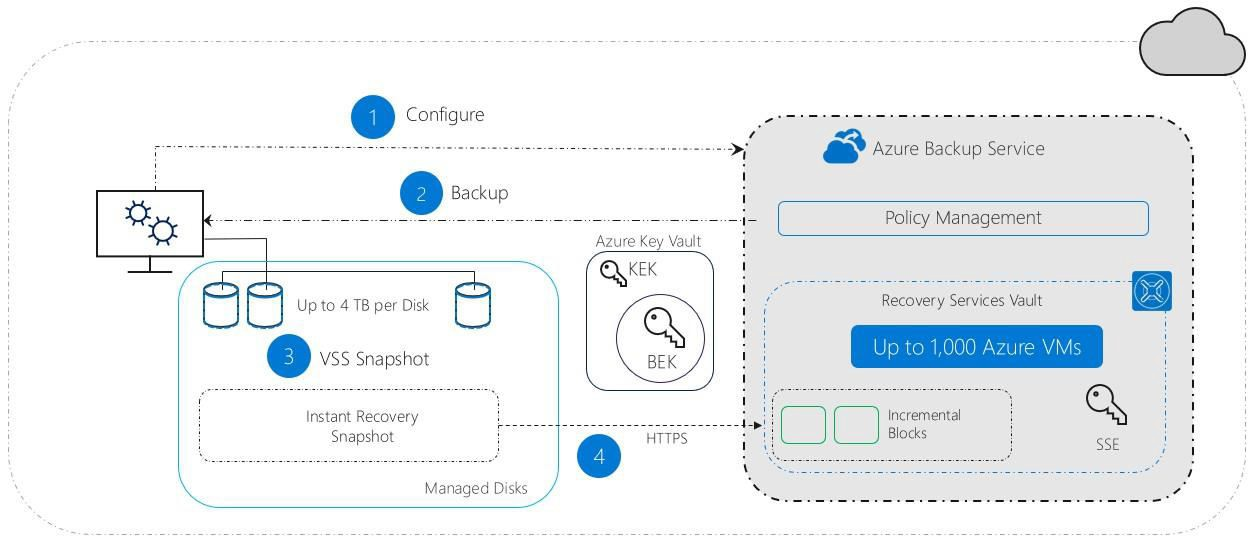 1 Configure
Azure Backup Service
2 Backup
Policy Management
Azure Key Vault
KEK
BEK
Up to 4 TB per Disk
3 VSS Snapshot
Instant Recovery
Snapshot
Managed Disks
4
HTTPS
Recovery Services Vault
Up to 1,000 Azure VMs
Incremental
Blocks
SSE